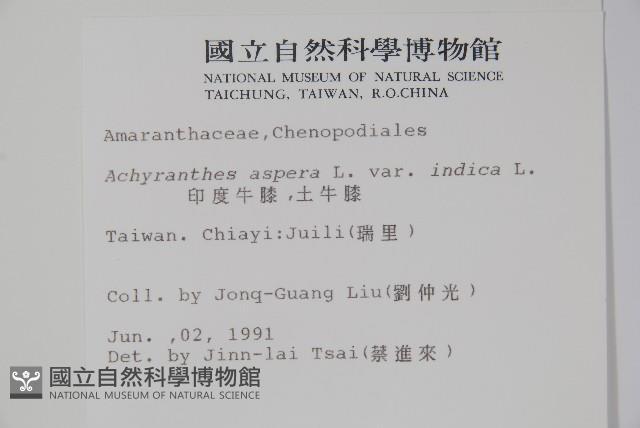 國立自然科學博物館
NATIONAL MUSEUM OF NATURAL SCIENCE
TAICHUNG, TAIWAN, R.O.CHINA
Amaranthaceae,Chenopodiales
Achyranthes aspera L. var. indica L.
印度牛膝,土牛膝
Taiwan. Chiayi:Juili(瑞里)
Coll. by Jonq-Guang Liu(劉仲光)
Jun. ,02, 1991
Det. by Jinn-lai Tsai(蔡進來)
國立自然科學博物館
NATIONAL MUSEUM OF NATURAL SCIENCE